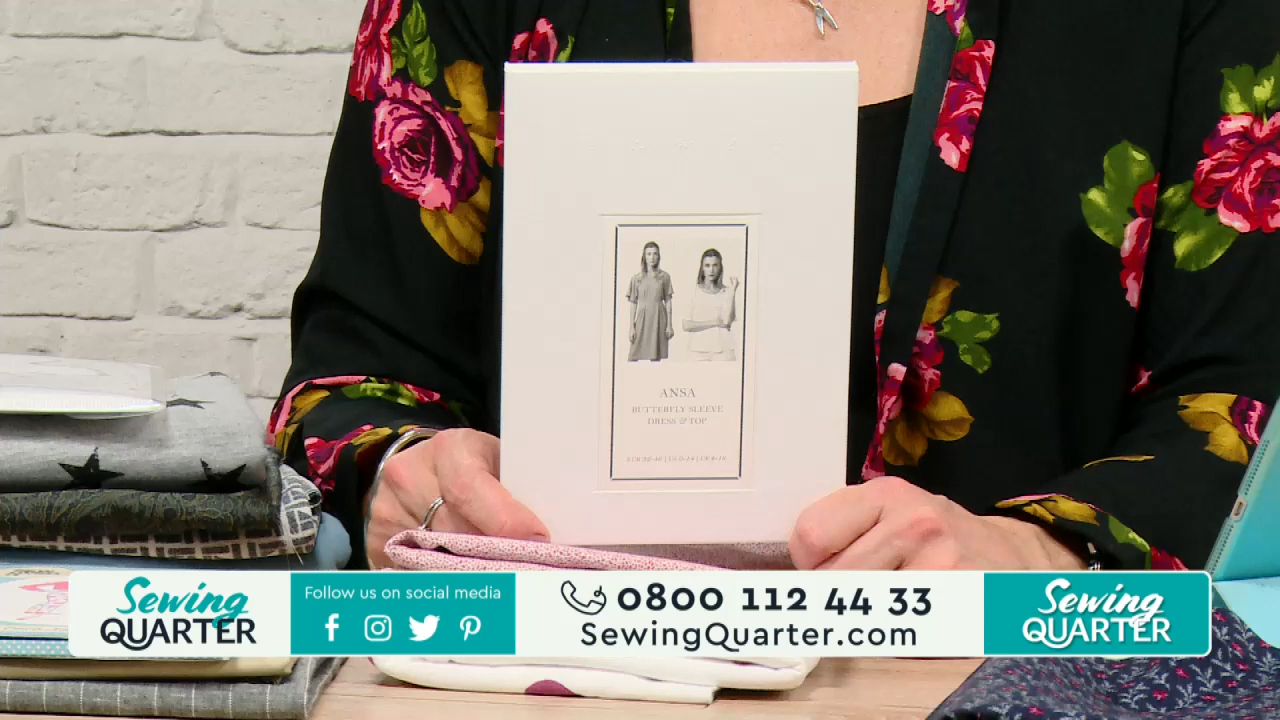 ANSA
BUTTERFLY SLEEVE
DRESS & TOP
Sewing
QUARTER
Follow us on social media
0800 112 44 33
SewingQuarter.com
Sewing
QUARTER